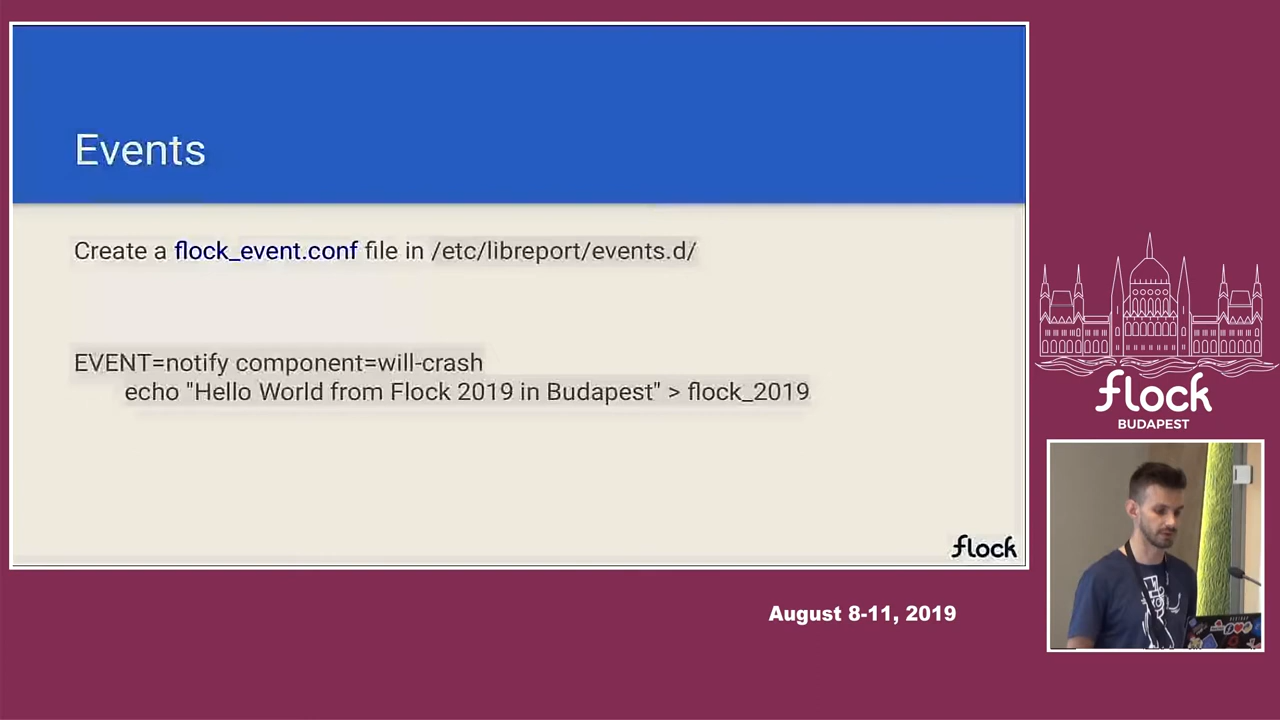 Events
Create a flock_event.conf file in /etc/libreport/events.d/
EVENT=notify component=will-crash
echo "Hello World from Flock 2019 in Budapest" > flock_2019
flock
flock
BUDAPEST
August 8-11, 2019